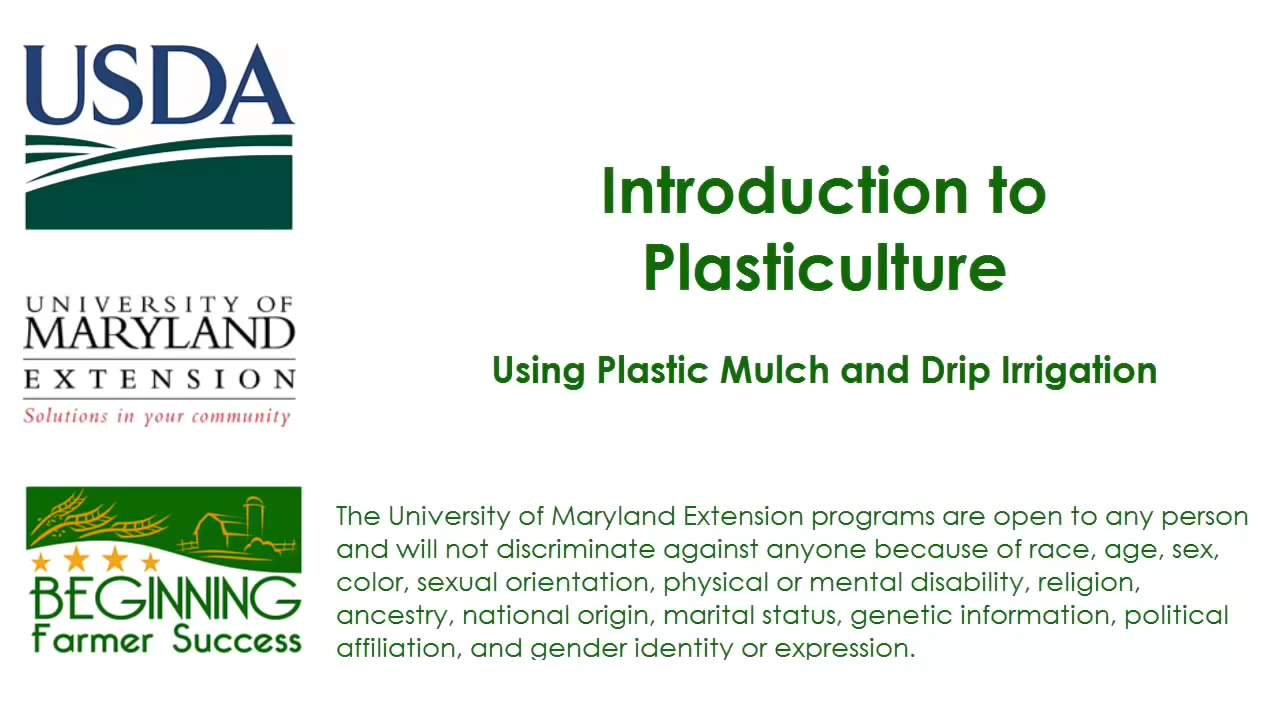 USDA
UNIVERSITY OF
MARYLAND
EXTENSION
Solutions in your community
BEGINNING
Farmer Success
Introduction to
Plasticulture
Using Plastic Mulch and Drip Irrigation
The University of Maryland Extension programs are open to any person
and will not discriminate against anyone because of race, age, sex,
color, sexual orientation, physical or mental disability, religion,
ancestry, national origin, marital status, genetic information, political
affiliation, and gender identity or expression.